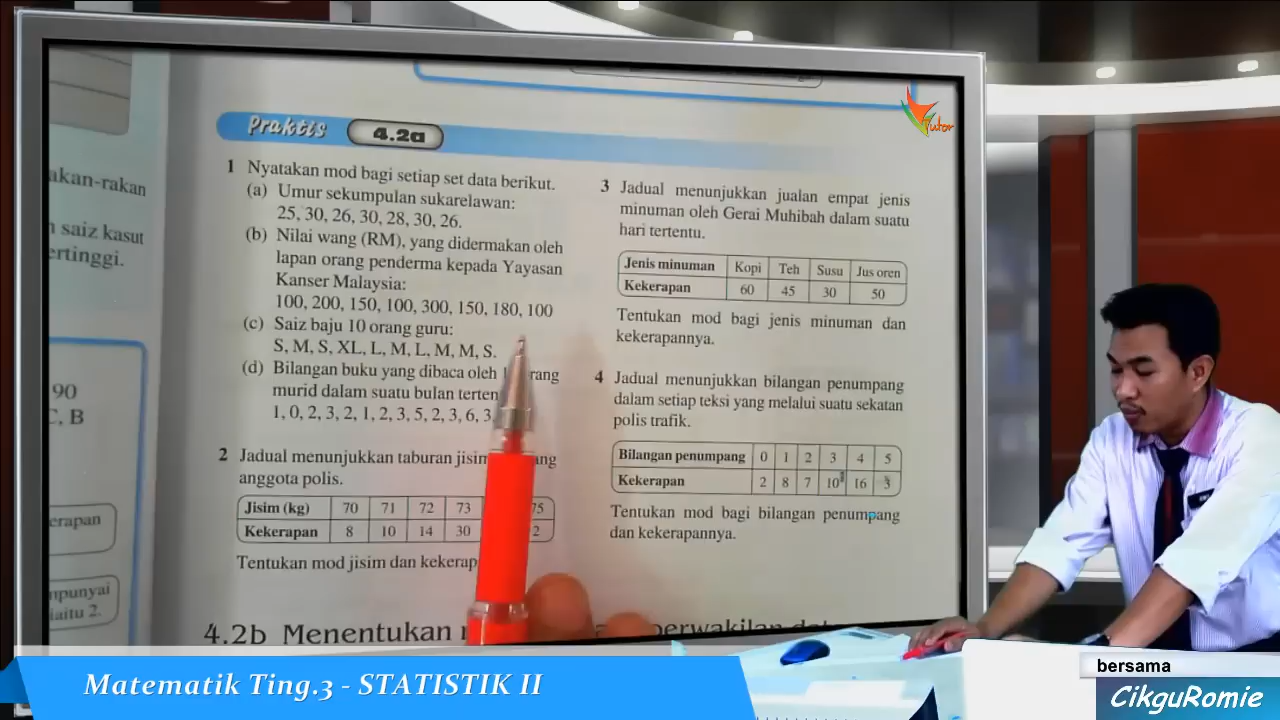 Praktis 4.2a
1 Nyatakan mod bagi setiap set data berikut.
(a) Umur sekumpulan sukarelawan:
25, 30, 26, 30, 28, 30, 26.
(b) Nilai wang (RM), yang didermakan oleh
lapan orang penderma kepada Yayasan
Kanser Malaysia:
100, 200, 150, 100, 300, 150, 180, 100
(c) Saiz baju 10 orang guru:
S, M, S, XL, L, M, L, M, M, S.
(d) Bilangan buku yang dibaca oleh
murid dalam suatu bulan
1, 0, 2, 3, 2, 1, 2, 3, 5, 2, 3, 6, 3
2 Jadual menunjukkan taburan
anggota polis.
Jisim (kg) 70 71 72 73 75
Kekerapan 8 10 14 30 2
Tentukan mod jisim dan
4.2b Menentukan
3 Jadual menunjukkan jualan empat jenis
minuman oleh Gerai Muhibah dalam suatu
hari tertentu.
Jenis minuman Kopi Teh Susu Jus oren
Kekerapan 60 45 30 50
Tentukan mod bagi jenis minuman dan
kekerapannya.
4 Jadual menunjukkan bilangan penumpang
dalam setiap teksi yang melalui suatu sekatan
polis trafik.
Bilangan penumpang 0 1 2 3 4 5
Kekerapan 2 8 7 10 16 3
Tentukan mod bagi bilangan penumpang
dan kekerapannya.
akan-rakan
saiz kasut
ertinggi.
90
C, B
erapan
iaitu 2.
Tutor
Matematik Ting.3 - STATISTIK II
bersama
CikguRomie